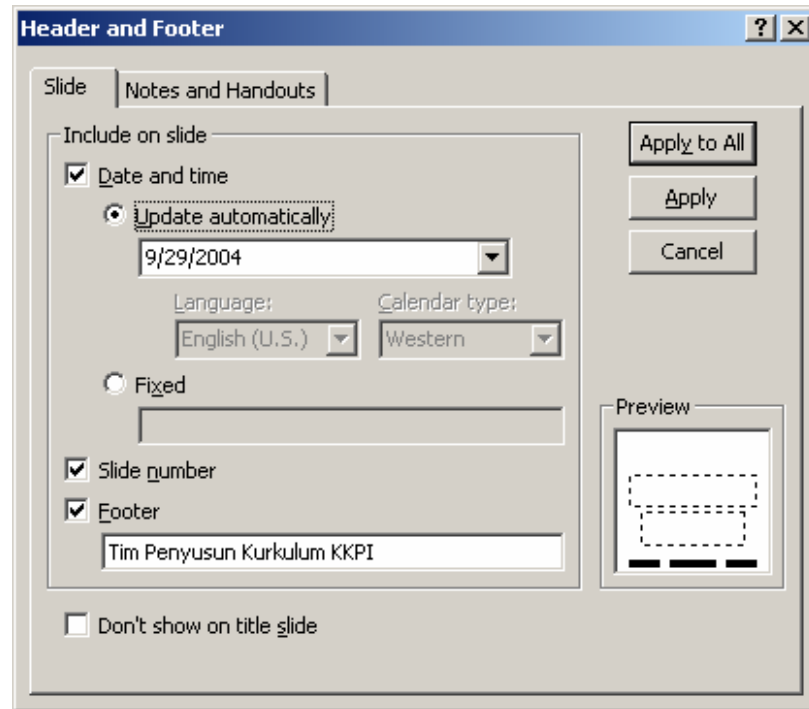 Header and Footer
Slide
Notes and Handouts
Include on slide
Date and time
Update automatically
9/29/2004
Language:
Calendar type:
English (U.S.)
Western
Fixed
Slide number
Footer
Tim Penyusun Kurkulum KKPI
Don't show on title slide
Apply to All
Apply
Cancel
Preview